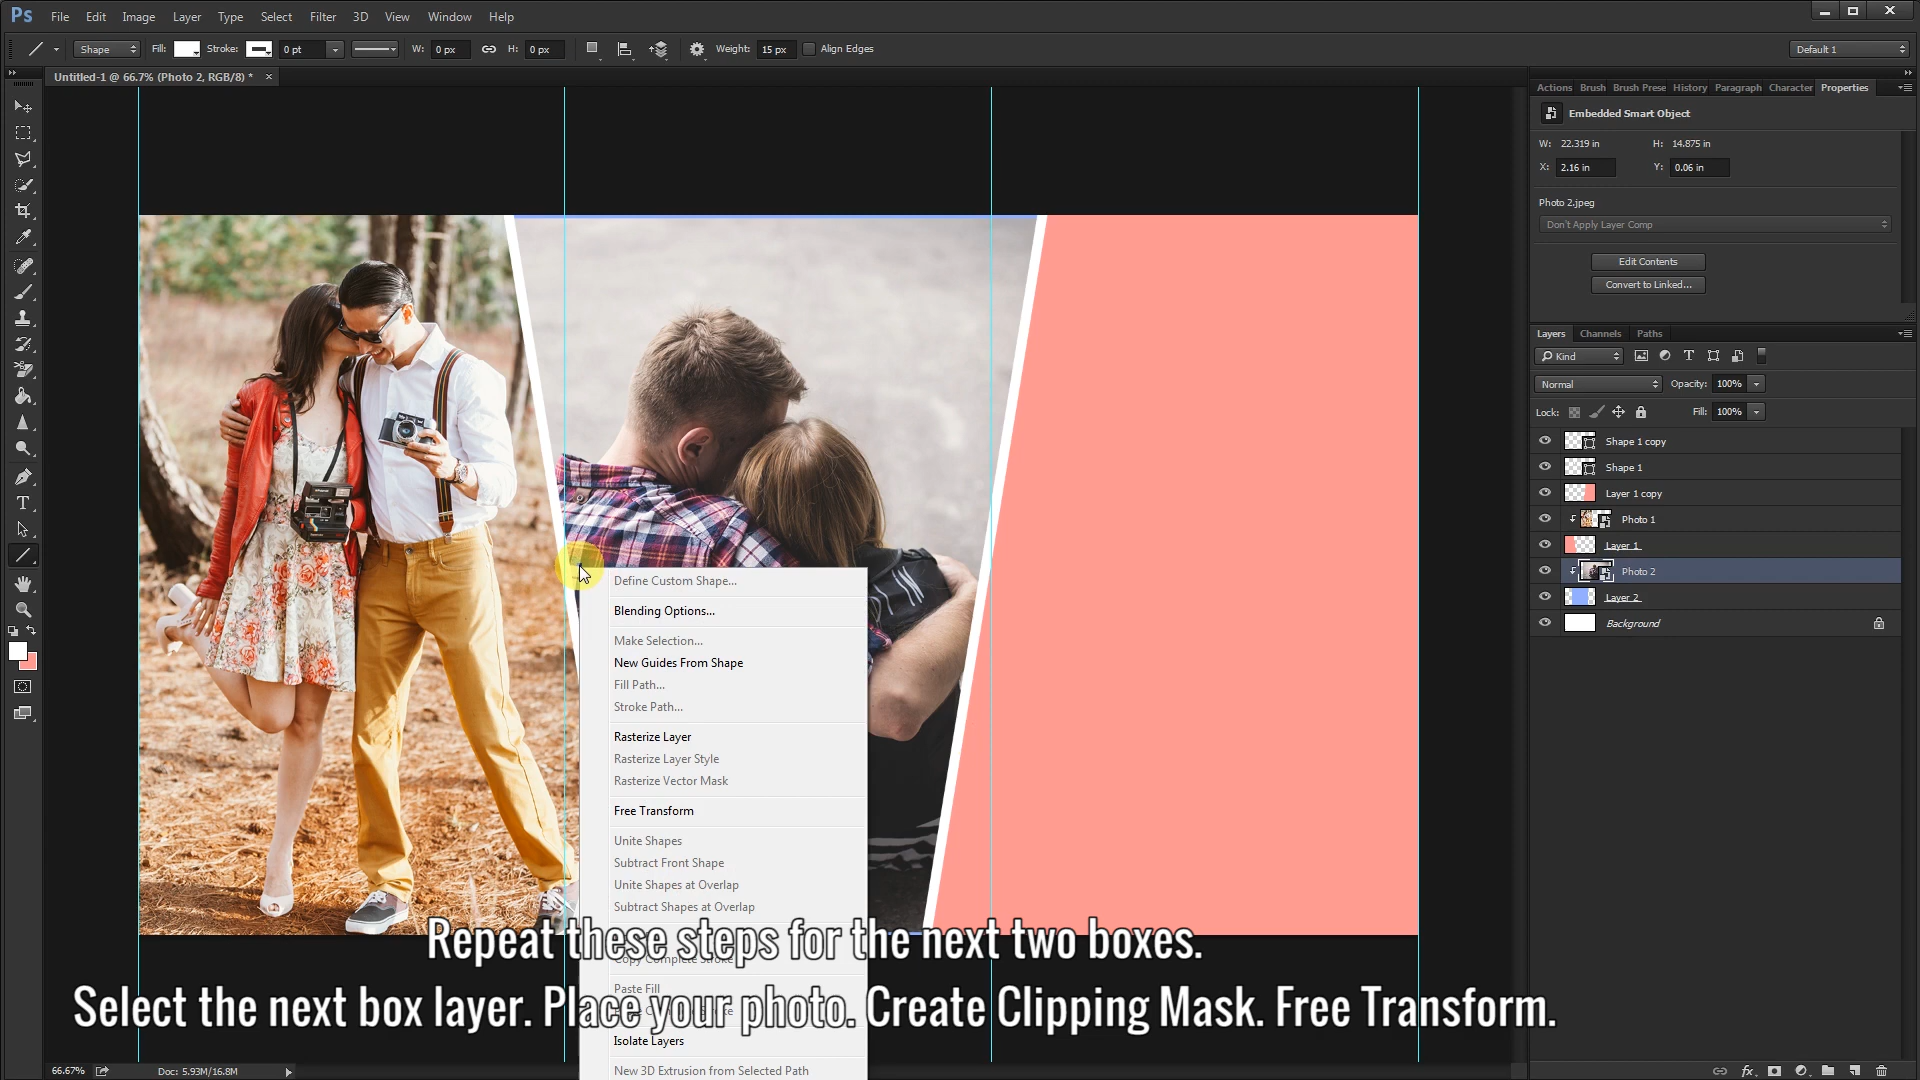 Ps File Edit Image Layer Type Select Filter 3D View Window Help
Shape Fill: Stroke: 0 pt W: 0 px H: 0 px Weight: 15 px Align Edges Default 1
Untitled-1 @ 66.7% (Photo 2, RGB/8) * ×
Actions Brush Brush Prese History Paragraph Character Properties
Embedded Smart Object
W: 22.319 in H: 14.875 in
X: 2.16 in Y: 0.06 in
Photo 2.jpeg
Don't Apply Layer Comp
Edit Contents
Convert to Linked...
Layers Channels Paths
Kind
Normal Opacity: 100%
Lock: Fill: 100%
Shape 1 copy
Shape 1
Layer 1 copy
Photo 1
Layer 1
Photo 2
Layer 2
Background
Define Custom Shape...
Blending Options...
Make Selection...
New Guides From Shape
Fill Path...
Stroke Path...
Rasterize Layer
Rasterize Layer Style
Rasterize Vector Mask
Free Transform
Unite Shapes
Subtract Front Shape
Unite Shapes at Overlap
Subtract Shapes at Overlap
Copy Complete Stroke
Paste Fill
Isolate Layers
New 3D Extrusion from Selected Path
Repeat these steps for the next two boxes.
Select the next box layer. Place your photo. Create Clipping Mask. Free Transform.
66.67% Doc: 5.93M/16.8M